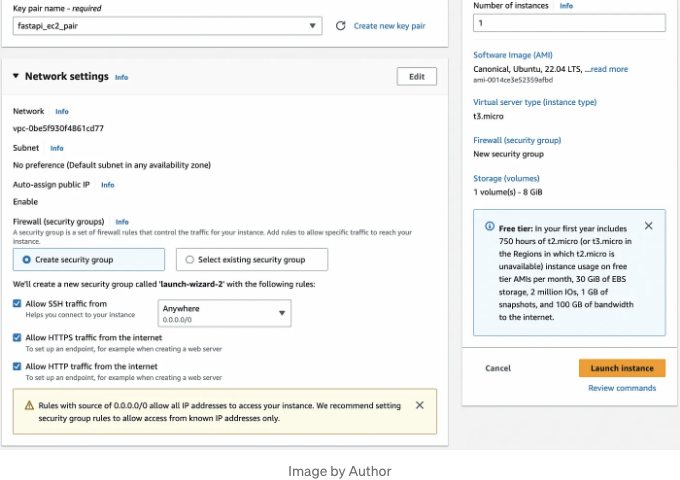 Key pair name - required
fastapi_ec2_pair
Create new key pair
Network settings Info
Edit
Network Info
vpc-0be5f930f4861cd77
Subnet Info
No preference (Default subnet in any availability zone)
Auto-assign public IP Info
Enable
Firewall (security groups) Info
A security group is a set of firewall rules that control the traffic for your instance. Add rules to allow specific traffic to reach your
instance.
Create security group
Select existing security group
We'll create a new security group called 'launch-wizard-2' with the following rules:
Allow SSH traffic from
Helps you connect to your instance
Anywhere
0.0.0.0/0
Allow HTTPS traffic from the internet
To set up an endpoint, for example when creating a web server
Allow HTTP traffic from the internet
To set up an endpoint, for example when creating a web server
Rules with source of 0.0.0.0/0 allow all IP addresses to access your instance. We recommend setting
security group rules to allow access from known IP addresses only.
Number of instances Info
1
Software Image (AMI)
Canonical, Ubuntu, 22.04 LTS, ...read more
ami-0014ce3e52359afbd
Virtual server type (instance type)
t3.micro
Firewall (security group)
New security group
Storage (volumes)
1 volume(s) - 8 GiB
Free tier: In your first year includes
750 hours of t2.micro (or t3.micro in
the Regions in which t2.micro is
unavailable) instance usage on free
tier AMIs per month, 30 GiB of EBS
storage, 2 million IOs, 1 GB of
snapshots, and 100 GB of bandwidth
to the internet.
Cancel
Launch instance
Review commands
Image by Author